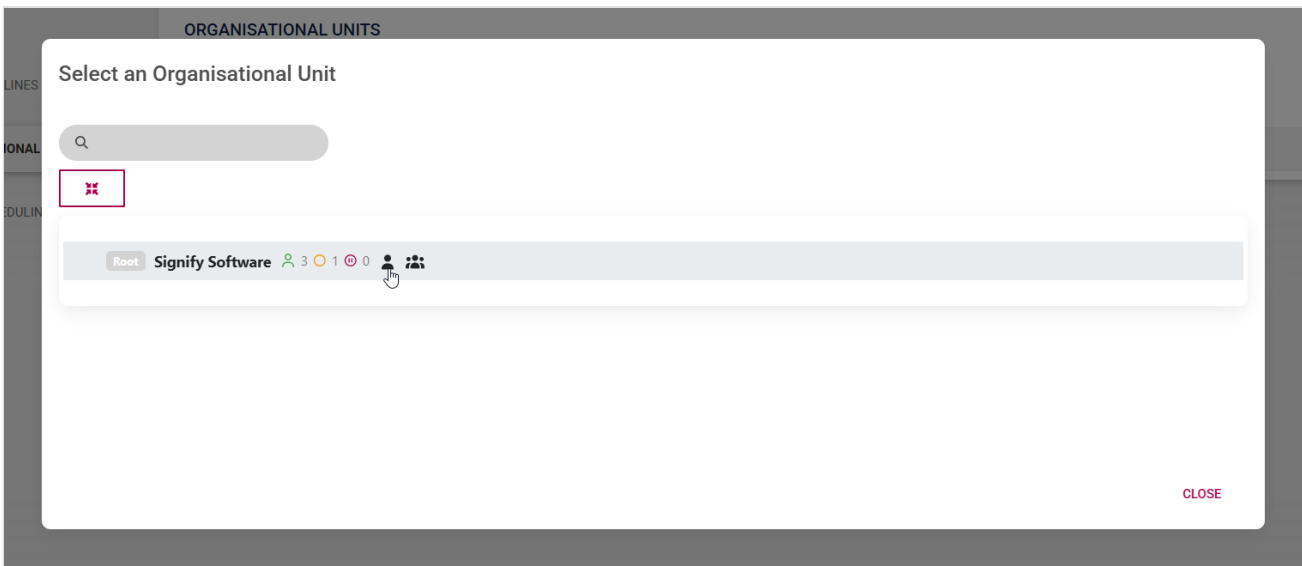 ORGANISATIONAL UNITS
Select an Organisational Unit
LINES
IONAL
EDULIN
Root Signify Software 3 1 0
CLOSE